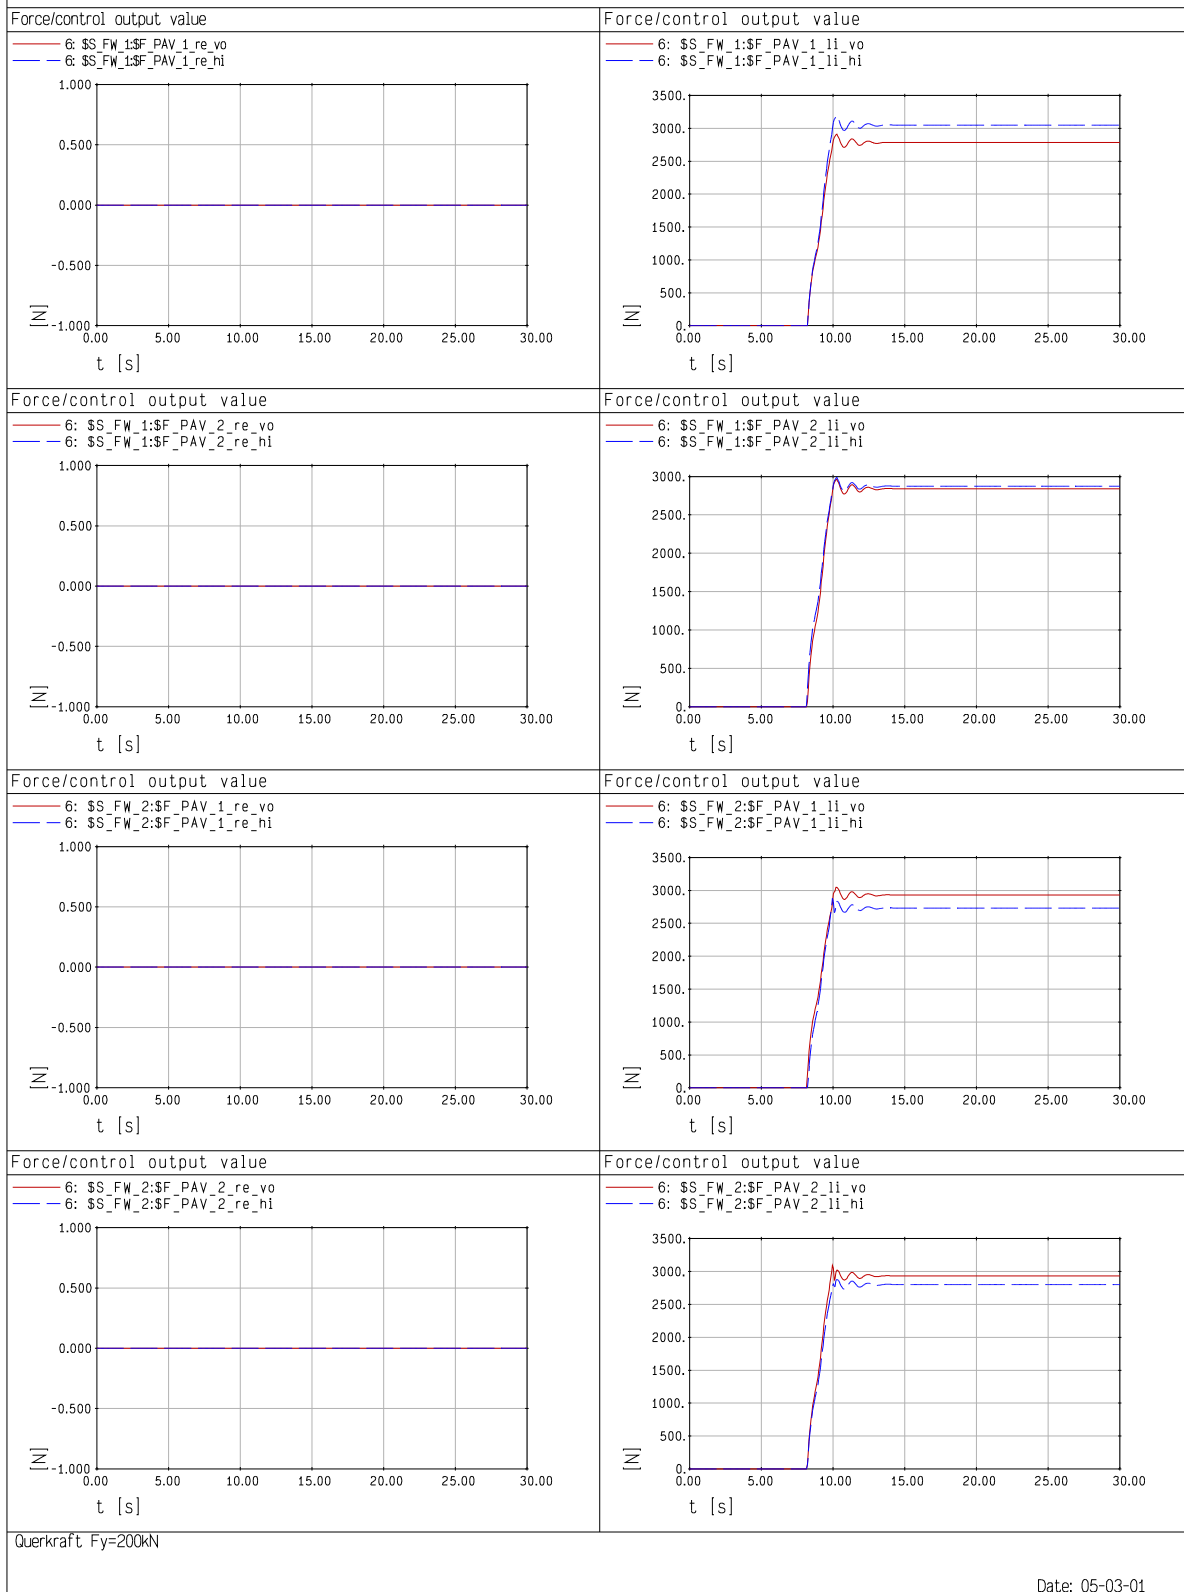 Force/control output value
6: $S_FW_1:$F_PAV_1_re_vo
6: $S_FW_1:$F_PAV_1_re_hi
1.000
0.500
0.000
-0.500
-1.000
[N]
0.00 5.00 10.00 15.00 20.00 25.00 30.00
t [s]
Force/control output value
6: $S_FW_1:$F_PAV_1_li_vo
6: $S_FW_1:$F_PAV_1_li_hi
3500.
3000.
2500.
2000.
1500.
1000.
500.
0.
[N]
0.00 5.00 10.00 15.00 20.00 25.00 30.00
t [s]
Force/control output value
6: $S_FW_1:$F_PAV_2_re_vo
6: $S_FW_1:$F_PAV_2_re_hi
1.000
0.500
0.000
-0.500
-1.000
[N]
0.00 5.00 10.00 15.00 20.00 25.00 30.00
t [s]
Force/control output value
6: $S_FW_1:$F_PAV_2_li_vo
6: $S_FW_1:$F_PAV_2_li_hi
3000.
2500.
2000.
1500.
1000.
500.
0.
[N]
0.00 5.00 10.00 15.00 20.00 25.00 30.00
t [s]
Force/control output value
6: $S_FW_2:$F_PAV_1_re_vo
6: $S_FW_2:$F_PAV_1_re_hi
1.000
0.500
0.000
-0.500
-1.000
[N]
0.00 5.00 10.00 15.00 20.00 25.00 30.00
t [s]
Force/control output value
6: $S_FW_2:$F_PAV_1_li_vo
6: $S_FW_2:$F_PAV_1_li_hi
3500.
3000.
2500.
2000.
1500.
1000.
500.
0.
[N]
0.00 5.00 10.00 15.00 20.00 25.00 30.00
t [s]
Force/control output value
6: $S_FW_2:$F_PAV_2_re_vo
6: $S_FW_2:$F_PAV_2_re_hi
1.000
0.500
0.000
-0.500
-1.000
[N]
0.00 5.00 10.00 15.00 20.00 25.00 30.00
t [s]
Force/control output value
6: $S_FW_2:$F_PAV_2_li_vo
6: $S_FW_2:$F_PAV_2_li_hi
3500.
3000.
2500.
2000.
1500.
1000.
500.
0.
[N]
0.00 5.00 10.00 15.00 20.00 25.00 30.00
t [s]
Querkraft Fy=200kN
Date: 05-03-01